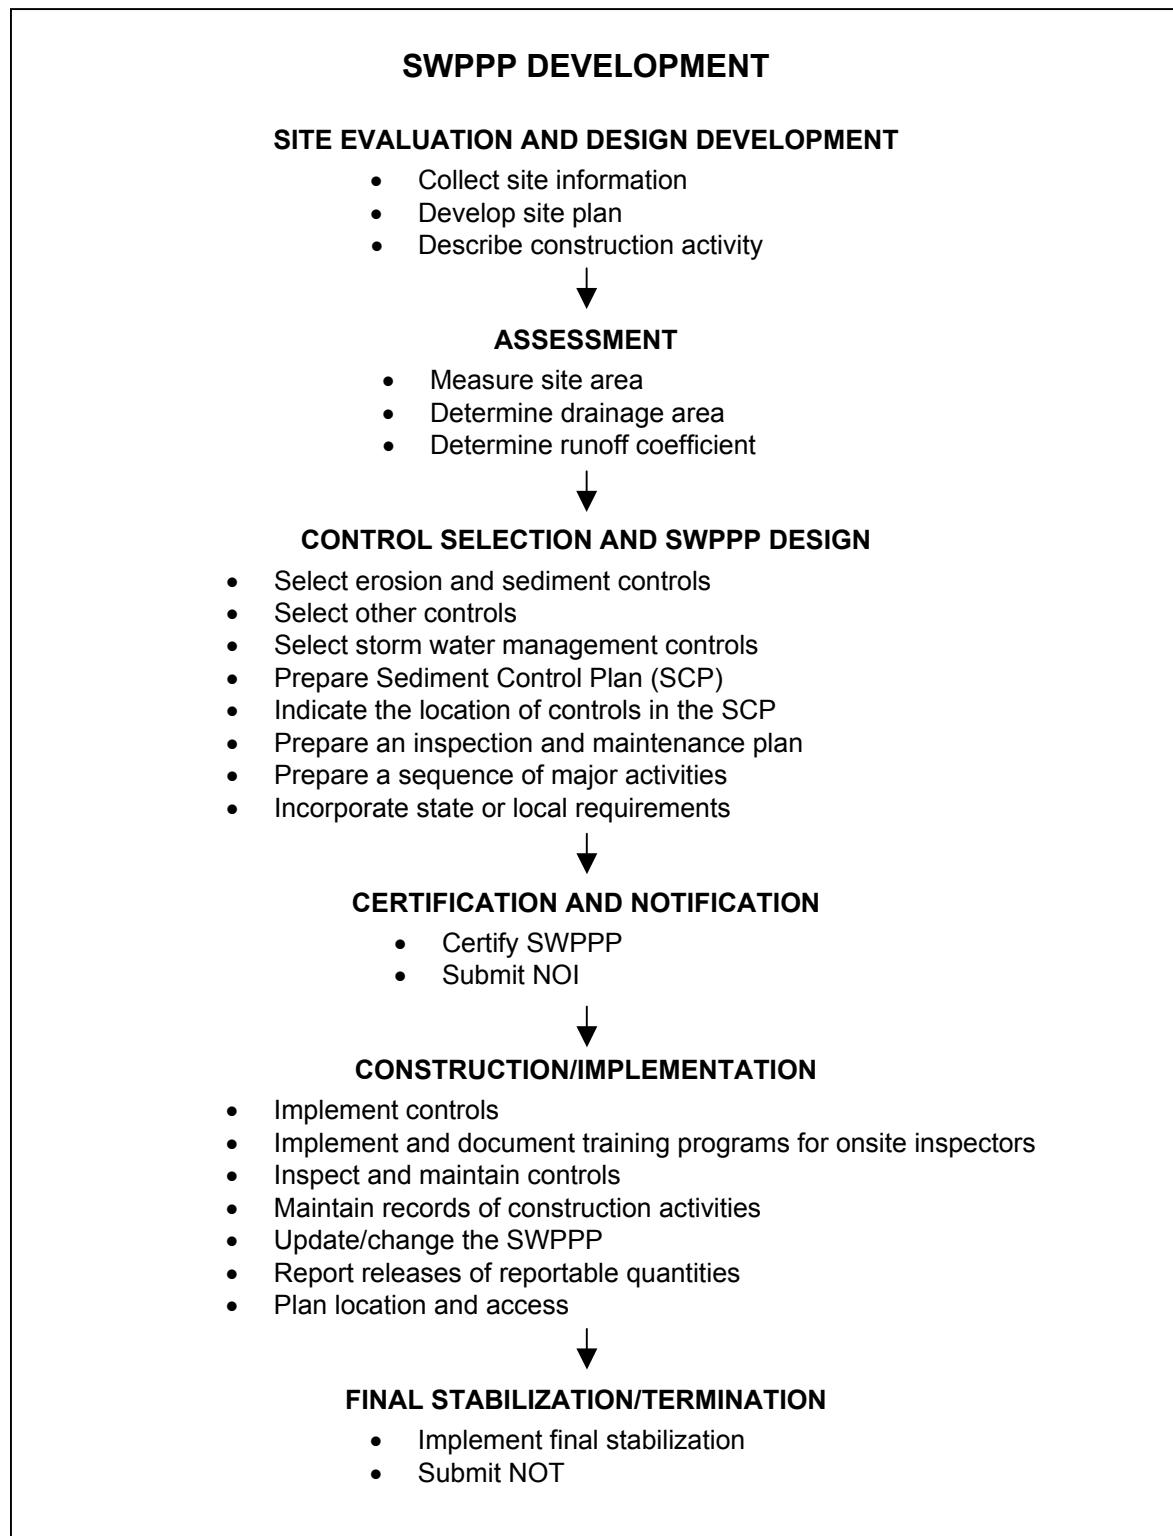 SWPPP DEVELOPMENT
SITE EVALUATION AND DESIGN DEVELOPMENT
• Collect site information
• Develop site plan
• Describe construction activity
ASSESSMENT
• Measure site area
• Determine drainage area
• Determine runoff coefficient
CONTROL SELECTION AND SWPPP DESIGN
• Select erosion and sediment controls
• Select other controls
• Select storm water management controls
• Prepare Sediment Control Plan (SCP)
• Indicate the location of controls in the SCP
• Prepare an inspection and maintenance plan
• Prepare a sequence of major activities
• Incorporate state or local requirements
CERTIFICATION AND NOTIFICATION
• Certify SWPPP
• Submit NOI
CONSTRUCTION/IMPLEMENTATION
• Implement controls
• Implement and document training programs for onsite inspectors
• Inspect and maintain controls
• Maintain records of construction activities
• Update/change the SWPPP
• Report releases of reportable quantities
• Plan location and access
FINAL STABILIZATION/TERMINATION
• Implement final stabilization
• Submit NOT